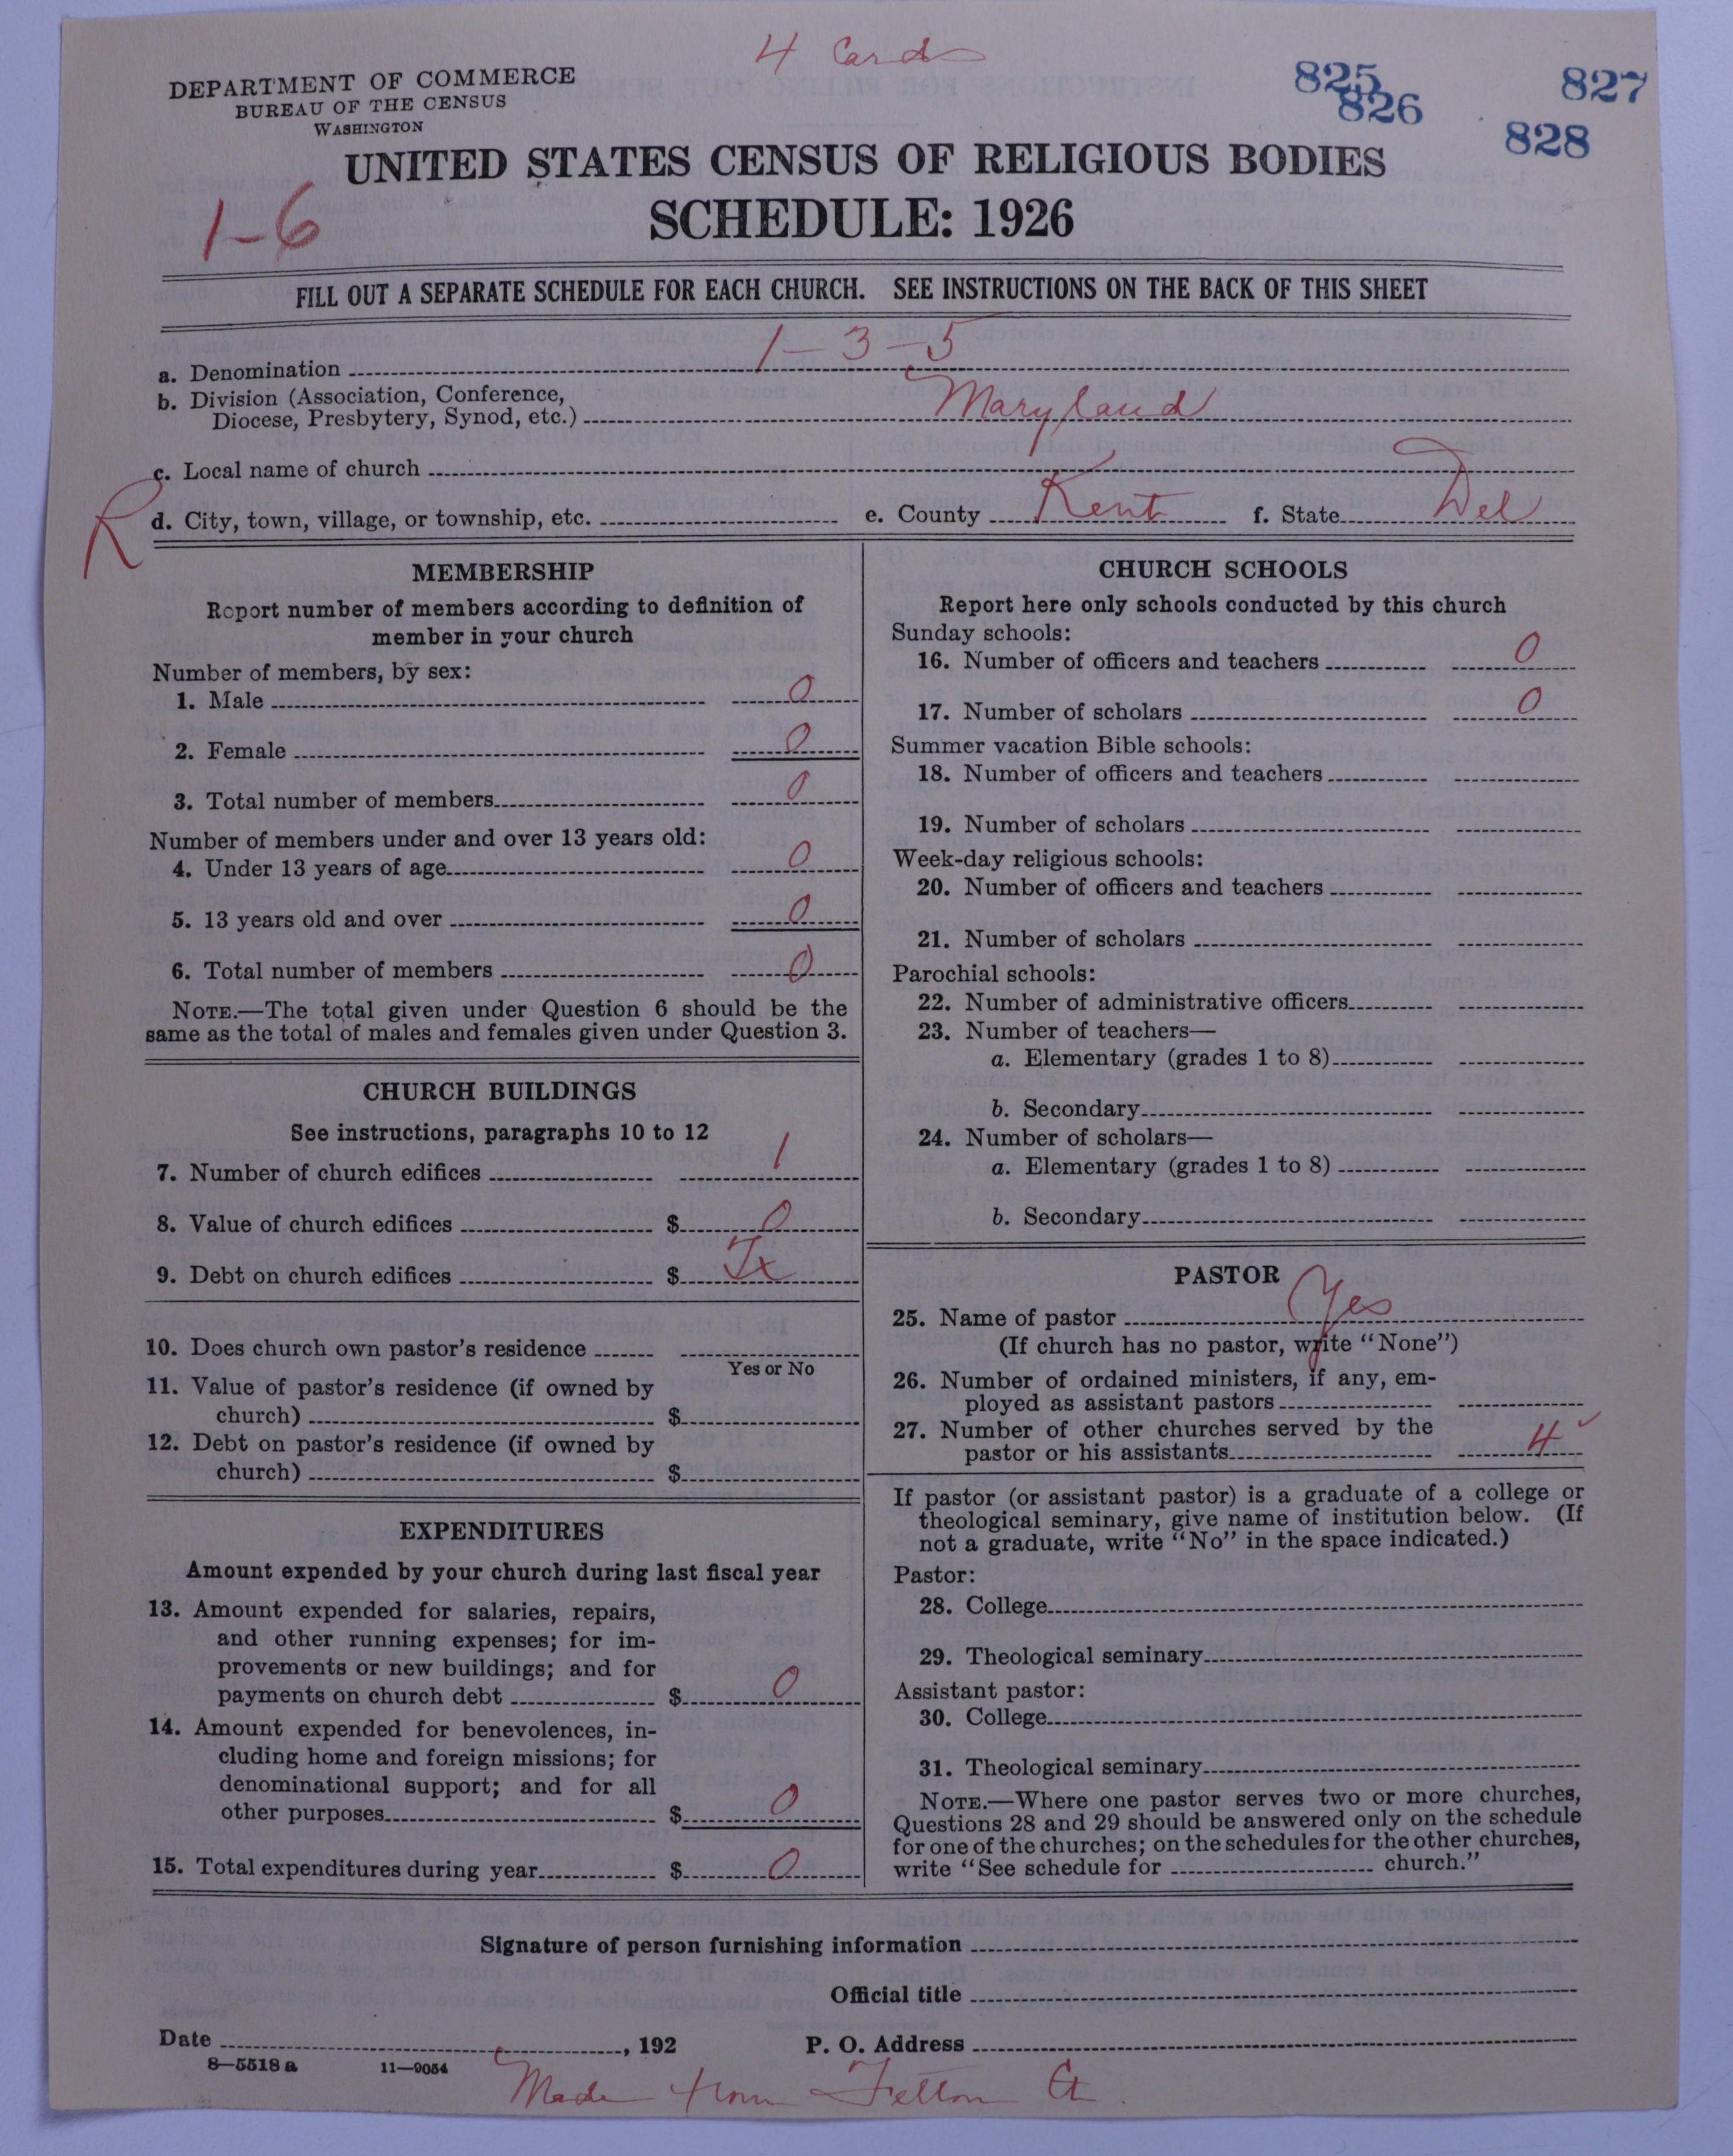 4 Cards
DEPARTMENT OF COMMERCE
BUREAU OF THE CENSUS
WASHINGTON
825
826
827
828
UNITED STATES CENSUS OF RELIGIOUS BODIES
SCHEDULE: 1926
1-6
FILL OUT A SEPARATE SCHEDULE FOR EACH CHURCH. SEE INSTRUCTIONS ON THE BACK OF THIS SHEET
a. Denomination 1-3-5
b. Division (Association, Conference,
Diocese, Presbytery, Synod, etc.) Maryland
c. Local name of church
R
d. City, town, village, or township, etc. e. County Kent f. State Del
MEMBERSHIP
Report number of members according to definition of
member in your church
Number of members, by sex:
1. Male 0
2. Female 0
3. Total number of members 0
Number of members under and over 13 years old:
4. Under 13 years of age 0
5. 13 years old and over 0
6. Total number of members 0
NOTE.—The total given under Question 6 should be the
same as the total of males and females given under Question 3.
CHURCH BUILDINGS
See instructions, paragraphs 10 to 12
7. Number of church edifices 1
8. Value of church edifices $ 0
9. Debt on church edifices $
10. Does church own pastor's residence
Yes or No
11. Value of pastor's residence (if owned by
church) $
12. Debt on pastor's residence (if owned by
church) $
EXPENDITURES
Amount expended by your church during last fiscal year
13. Amount expended for salaries, repairs,
and other running expenses; for im-
provements or new buildings; and for
payments on church debt $ 0
14. Amount expended for benevolences, in-
cluding home and foreign missions; for
denominational support; and for all
other purposes $ 0
15. Total expenditures during year $ 0
CHURCH SCHOOLS
Report here only schools conducted by this church
Sunday schools:
16. Number of officers and teachers 0
17. Number of scholars 0
Summer vacation Bible schools:
18. Number of officers and teachers
19. Number of scholars
Week-day religious schools:
20. Number of officers and teachers
21. Number of scholars
Parochial schools:
22. Number of administrative officers
23. Number of teachers—
a. Elementary (grades 1 to 8)
b. Secondary
24. Number of scholars—
a. Elementary (grades 1 to 8)
b. Secondary
PASTOR
25. Name of pastor Yes
(If church has no pastor, write "None")
26. Number of ordained ministers, if any, em-
ployed as assistant pastors
27. Number of other churches served by the
pastor or his assistants 4 ✓
If pastor (or assistant pastor) is a graduate of a college or
theological seminary, give name of institution below. (If
not a graduate, write "No" in the space indicated.)
Pastor:
28. College
29. Theological seminary
Assistant pastor:
30. College
31. Theological seminary
NOTE.—Where one pastor serves two or more churches,
Questions 28 and 29 should be answered only on the schedule
for one of the churches; on the schedules for the other churches,
write "See schedule for church."
Signature of person furnishing information
Official title
Date , 192 P. O. Address
8—5518 a 11—9054
Made from Felton